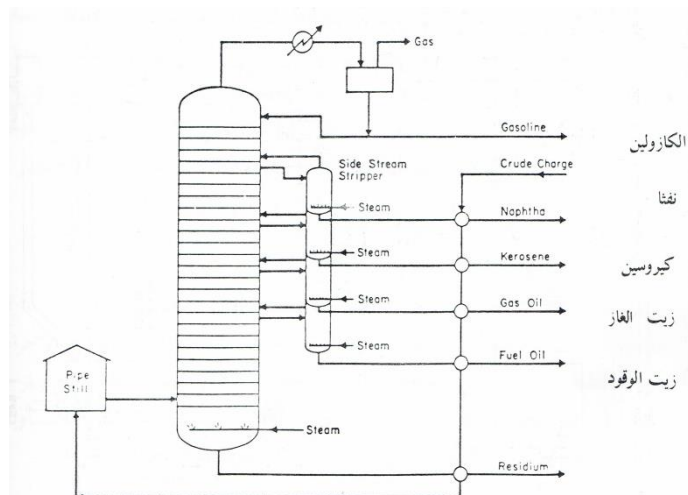 Gas
Gasoline
الكازولين
Side Stream
Stripper
Crude Charge
Steam
Naphtha
نفثا
Steam
Kerosene
كيروسين
Steam
Gas Oil
زيت الغاز
Steam
Fuel Oil
زيت الوقود
Pipe
Still
Steam
Residium